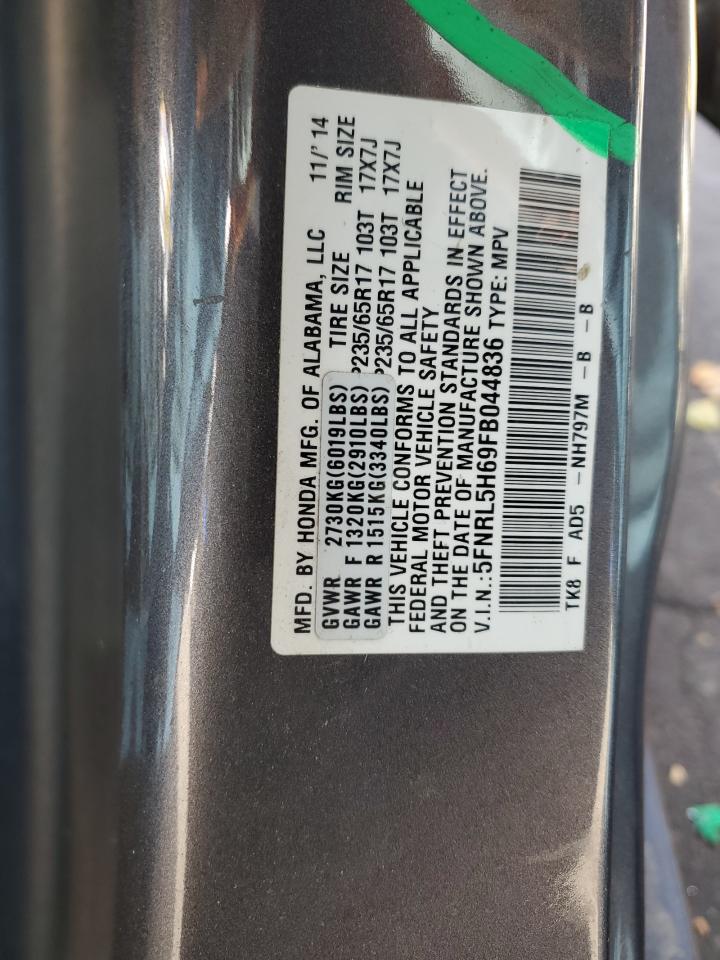 MFD. BY HONDA MFG. OF ALABAMA, LLC 11/' 14
GVWR 2730KG(6019LBS) TIRE SIZE RIM SIZE
GAWR F 1320KG(2910LBS) P235/65R17 103T 17X7J
GAWR R 1515KG(3340LBS) P235/65R17 103T 17X7J
THIS VEHICLE CONFORMS TO ALL APPLICABLE
FEDERAL MOTOR VEHICLE SAFETY
AND THEFT PREVENTION STANDARDS IN EFFECT
ON THE DATE OF MANUFACTURE SHOWN ABOVE.
V.I.N.:5FNRL5H69FB044836 TYPE: MPV
TK8 F AD5 -NH797M -B -B